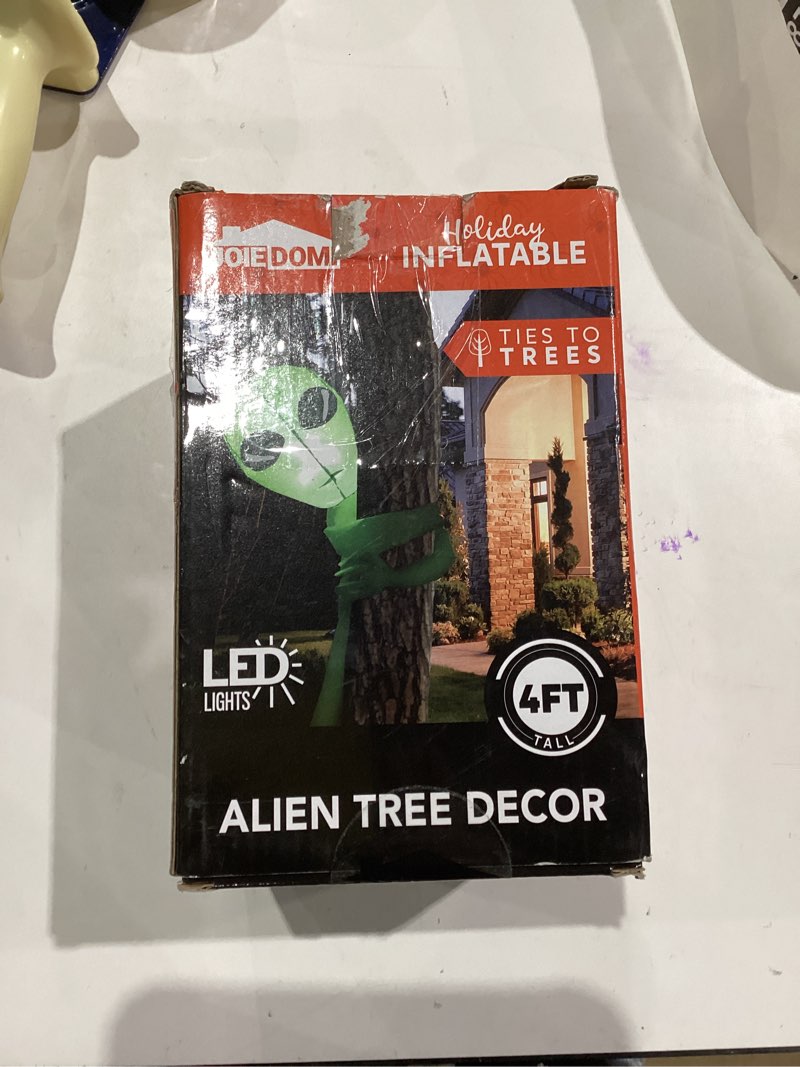 Holiday
INFLATABLE
TIES TO
TREES
LED
LIGHTS
4FT
TALL
ALIEN TREE DECOR